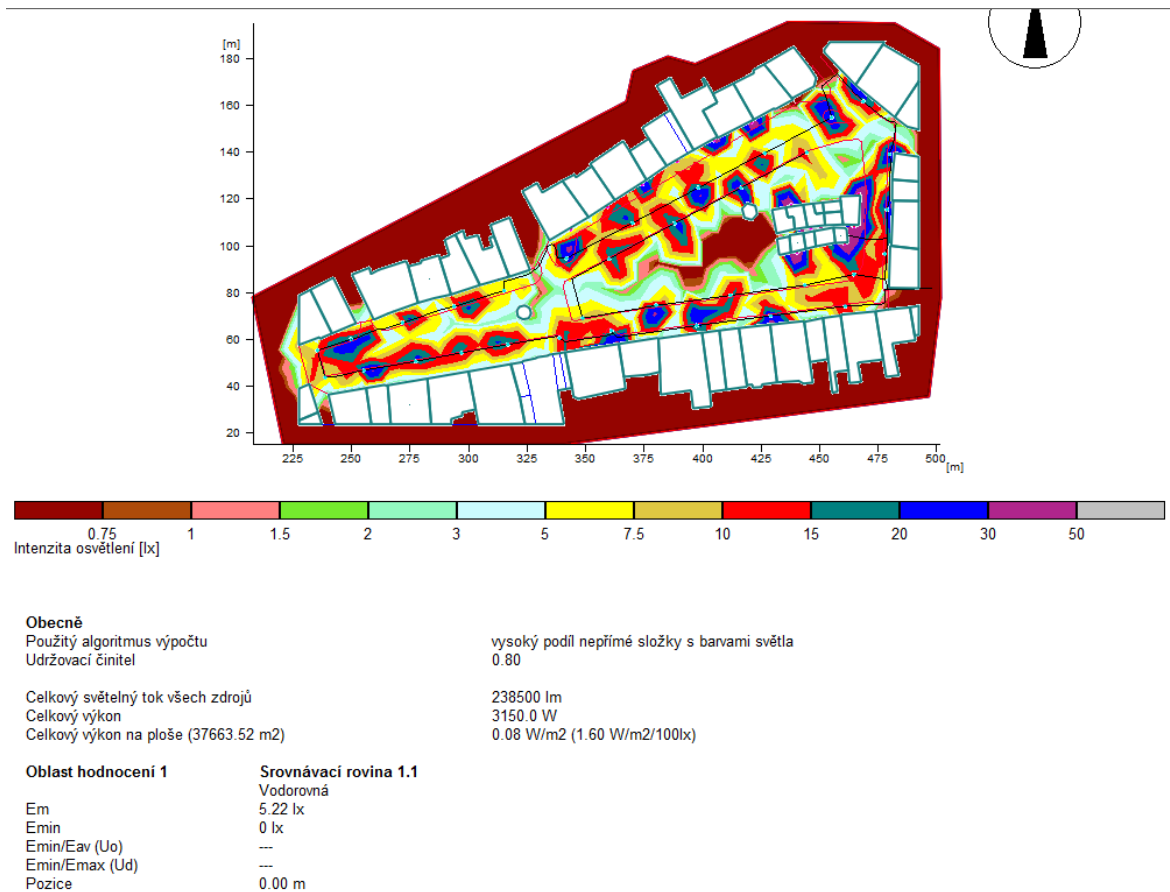 [m]
180
160
140
120
100
80
60
40
20
225 250 275 300 325 350 375 400 425 450 475 500
[m]
0.75 1 1.5 2 3 5 7.5 10 15 20 30 50
Intenzita osvětlení [lx]
Obecně
Použitý algoritmus výpočtu vysoký podíl nepřímé složky s barvami světla
Udržovací činitel 0.80
Celkový světelný tok všech zdrojů 238500 lm
Celkový výkon 3150.0 W
Celkový výkon na ploše (37663.52 m2) 0.08 W/m2 (1.60 W/m2/100lx)
Oblast hodnocení 1 Srovnávací rovina 1.1
Vodorovná
Em 5.22 lx
Emin 0 lx
Emin/Eav (Uo) ---
Emin/Emax (Ud) ---
Pozice 0.00 m